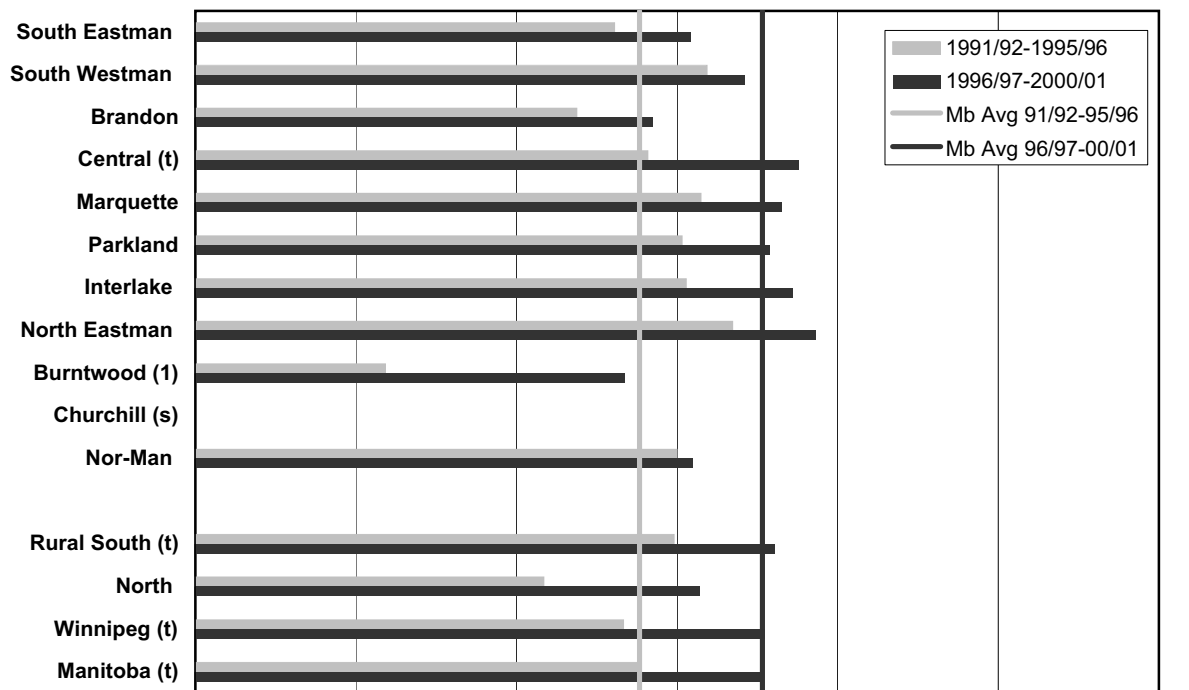 South Eastman
South Westman
Brandon
Central (t)
Marquette
Parkland
Interlake
North Eastman
Burntwood (1)
Churchill (s)
Nor-Man
Rural South (t)
North
Winnipeg (t)
Manitoba (t)
1991/92-1995/96
1996/97-2000/01
Mb Avg 91/92-95/96
Mb Avg 96/97-00/01